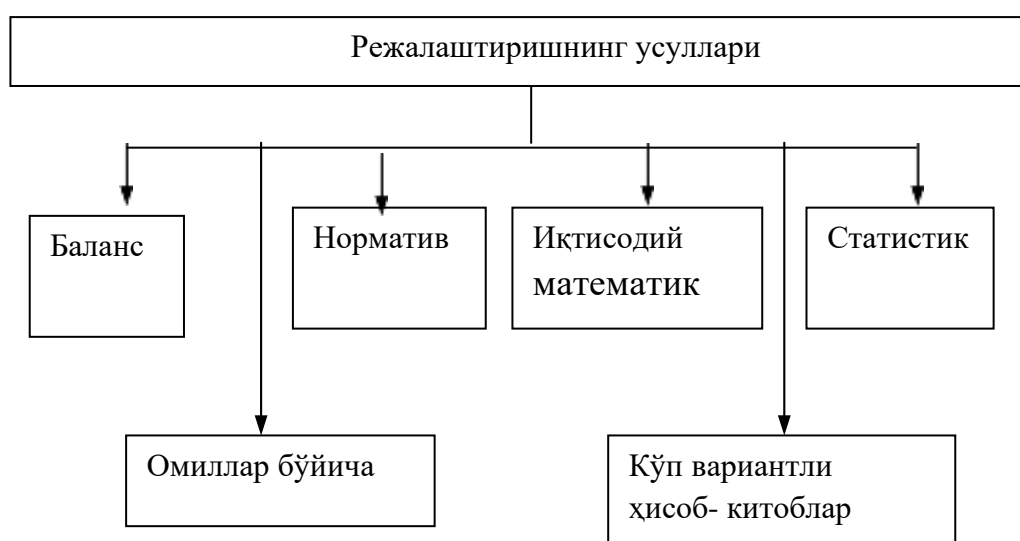 Режалаштиришнинг усуллари
Баланс
Норматив
Иқтисодий
математик
Статистик
Омиллар бўйича
Кўп вариантли
ҳисоб- китоблар